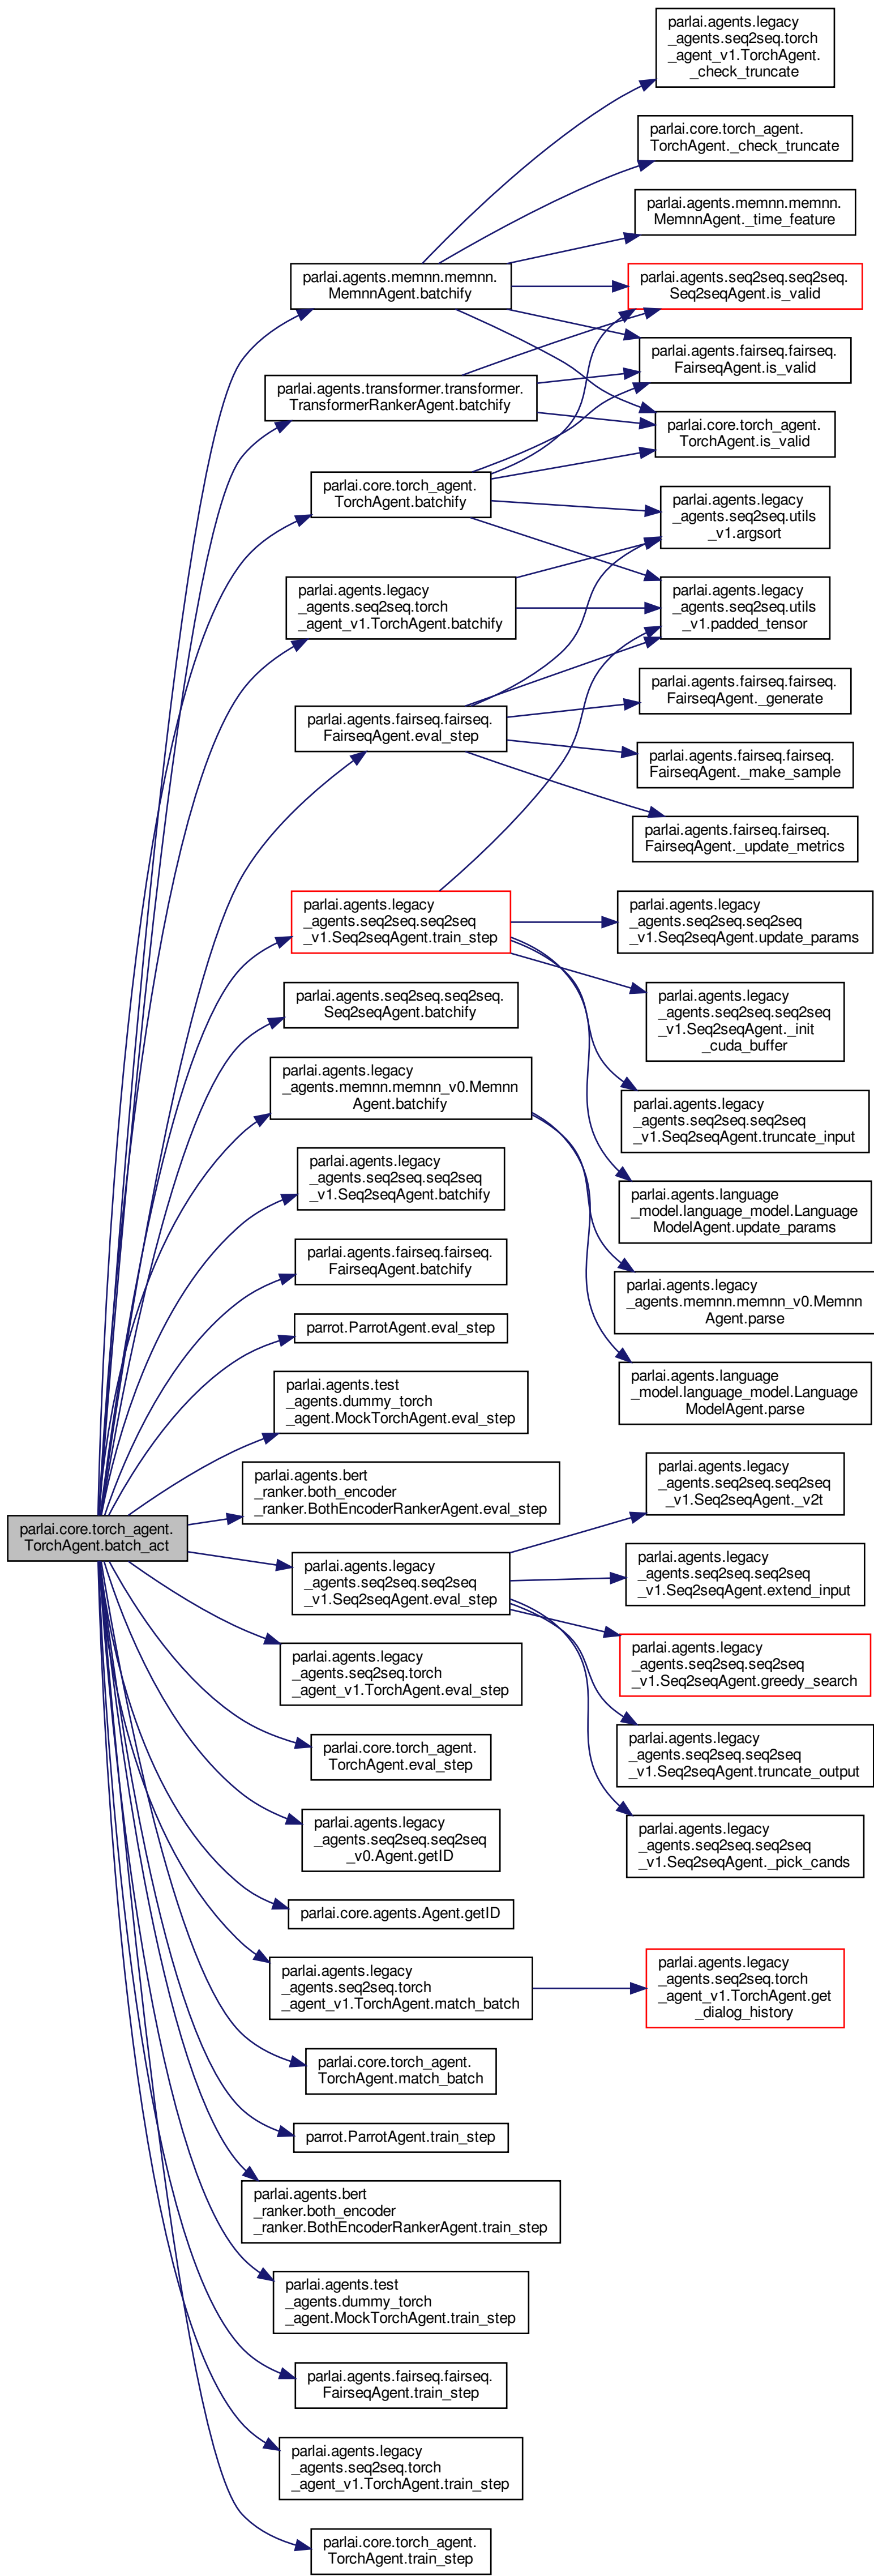 parlai.core.torch_agent.
TorchAgent.batch_act
parlai.agents.memnn.memnn.
MemnnAgent.batchify
parlai.agents.transformer.transformer.
TransformerRankerAgent.batchify
parlai.core.torch_agent.
TorchAgent.batchify
parlai.agents.legacy
_agents.seq2seq.torch
_agent_v1.TorchAgent.batchify
parlai.agents.fairseq.fairseq.
FairseqAgent.eval_step
parlai.agents.legacy
_agents.seq2seq.seq2seq
_v1.Seq2seqAgent.train_step
parlai.agents.seq2seq.seq2seq.
Seq2seqAgent.batchify
parlai.agents.legacy
_agents.memnn.memnn_v0.Memnn
Agent.batchify
parlai.agents.legacy
_agents.seq2seq.seq2seq
_v1.Seq2seqAgent.batchify
parlai.agents.fairseq.fairseq.
FairseqAgent.batchify
parrot.ParrotAgent.eval_step
parlai.agents.test
_agents.dummy_torch
_agent.MockTorchAgent.eval_step
parlai.agents.bert
_ranker.both_encoder
_ranker.BothEncoderRankerAgent.eval_step
parlai.agents.legacy
_agents.seq2seq.seq2seq
_v1.Seq2seqAgent.eval_step
parlai.agents.legacy
_agents.seq2seq.torch
_agent_v1.TorchAgent.eval_step
parlai.core.torch_agent.
TorchAgent.eval_step
parlai.agents.legacy
_agents.seq2seq.seq2seq
_v0.Agent.getID
parlai.core.agents.Agent.getID
parlai.agents.legacy
_agents.seq2seq.torch
_agent_v1.TorchAgent.match_batch
parlai.core.torch_agent.
TorchAgent.match_batch
parrot.ParrotAgent.train_step
parlai.agents.bert
_ranker.both_encoder
_ranker.BothEncoderRankerAgent.train_step
parlai.agents.test
_agents.dummy_torch
_agent.MockTorchAgent.train_step
parlai.agents.fairseq.fairseq.
FairseqAgent.train_step
parlai.agents.legacy
_agents.seq2seq.torch
_agent_v1.TorchAgent.train_step
parlai.core.torch_agent.
TorchAgent.train_step
parlai.agents.legacy
_agents.seq2seq.torch
_agent_v1.TorchAgent.
_check_truncate
parlai.core.torch_agent.
TorchAgent._check_truncate
parlai.agents.memnn.memnn.
MemnnAgent._time_feature
parlai.agents.seq2seq.seq2seq.
Seq2seqAgent.is_valid
parlai.agents.fairseq.fairseq.
FairseqAgent.is_valid
parlai.core.torch_agent.
TorchAgent.is_valid
parlai.agents.legacy
_agents.seq2seq.utils
_v1.argsort
parlai.agents.legacy
_agents.seq2seq.utils
_v1.padded_tensor
parlai.agents.fairseq.fairseq.
FairseqAgent._generate
parlai.agents.fairseq.fairseq.
FairseqAgent._make_sample
parlai.agents.fairseq.fairseq.
FairseqAgent._update_metrics
parlai.agents.legacy
_agents.seq2seq.seq2seq
_v1.Seq2seqAgent.update_params
parlai.agents.legacy
_agents.seq2seq.seq2seq
_v1.Seq2seqAgent._init
_cuda_buffer
parlai.agents.legacy
_agents.seq2seq.seq2seq
_v1.Seq2seqAgent.truncate_input
parlai.agents.language
_model.language_model.Language
ModelAgent.update_params
parlai.agents.legacy
_agents.memnn.memnn_v0.Memnn
Agent.parse
parlai.agents.language
_model.language_model.Language
ModelAgent.parse
parlai.agents.legacy
_agents.seq2seq.seq2seq
_v1.Seq2seqAgent._v2t
parlai.agents.legacy
_agents.seq2seq.seq2seq
_v1.Seq2seqAgent.extend_input
parlai.agents.legacy
_agents.seq2seq.seq2seq
_v1.Seq2seqAgent.greedy_search
parlai.agents.legacy
_agents.seq2seq.seq2seq
_v1.Seq2seqAgent.truncate_output
parlai.agents.legacy
_agents.seq2seq.seq2seq
_v1.Seq2seqAgent._pick_cands
parlai.agents.legacy
_agents.seq2seq.torch
_agent_v1.TorchAgent.get
_dialog_history